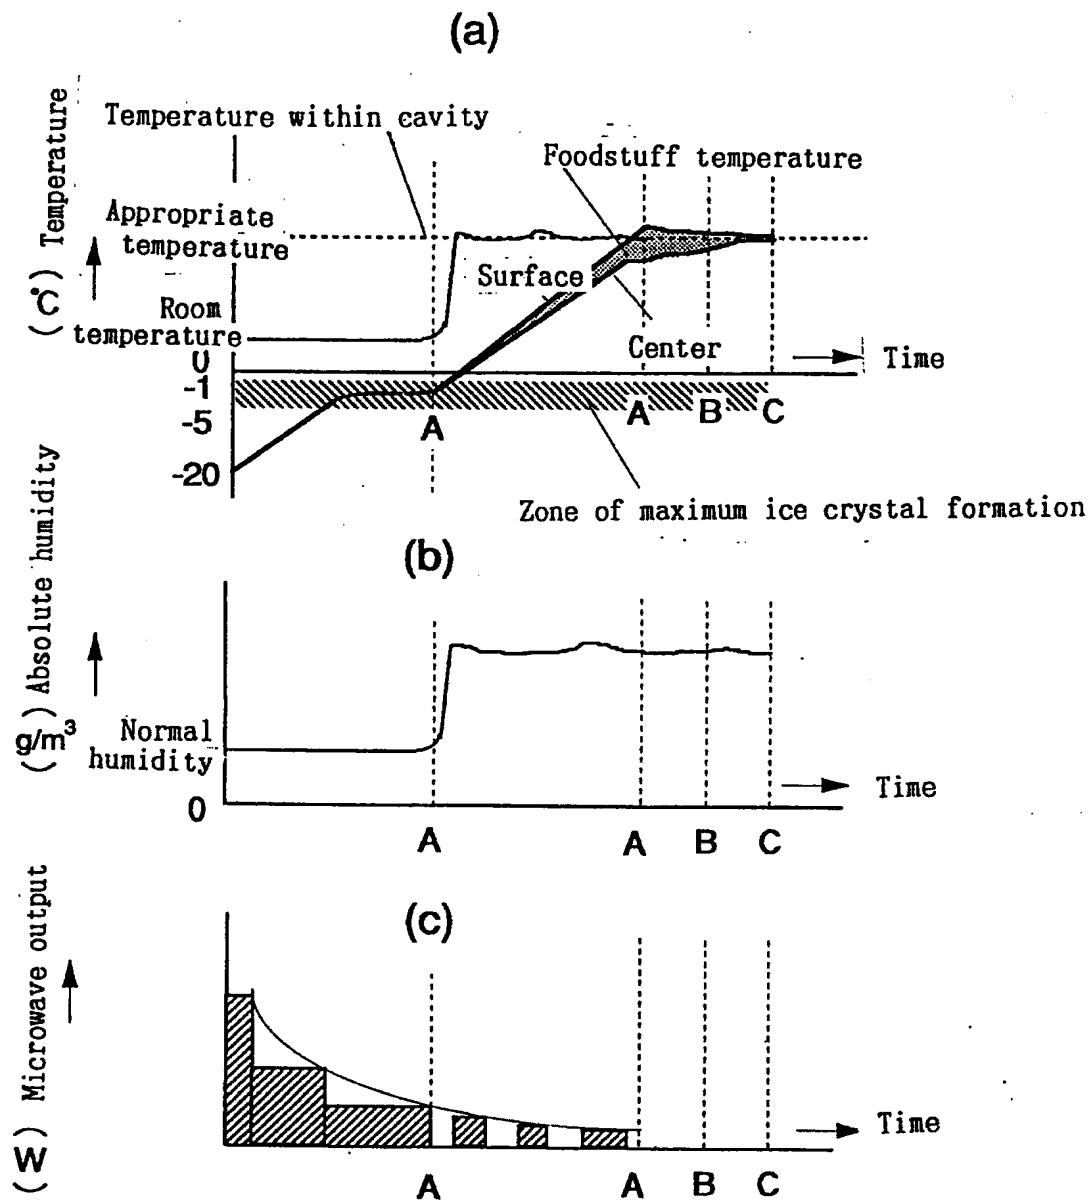 (a)
(°C) Temperature
Temperature within cavity
Foodstuff temperature
Appropriate
temperature
Surface
Room
temperature
Center
Time
0
-1
-5
-20
A
A
B
C
Zone of maximum ice crystal formation
(b)
(g/m³) Absolute humidity
Normal
humidity
0
Time
A
A
B
C
(c)
(W) Microwave output
Time
A
A
B
C